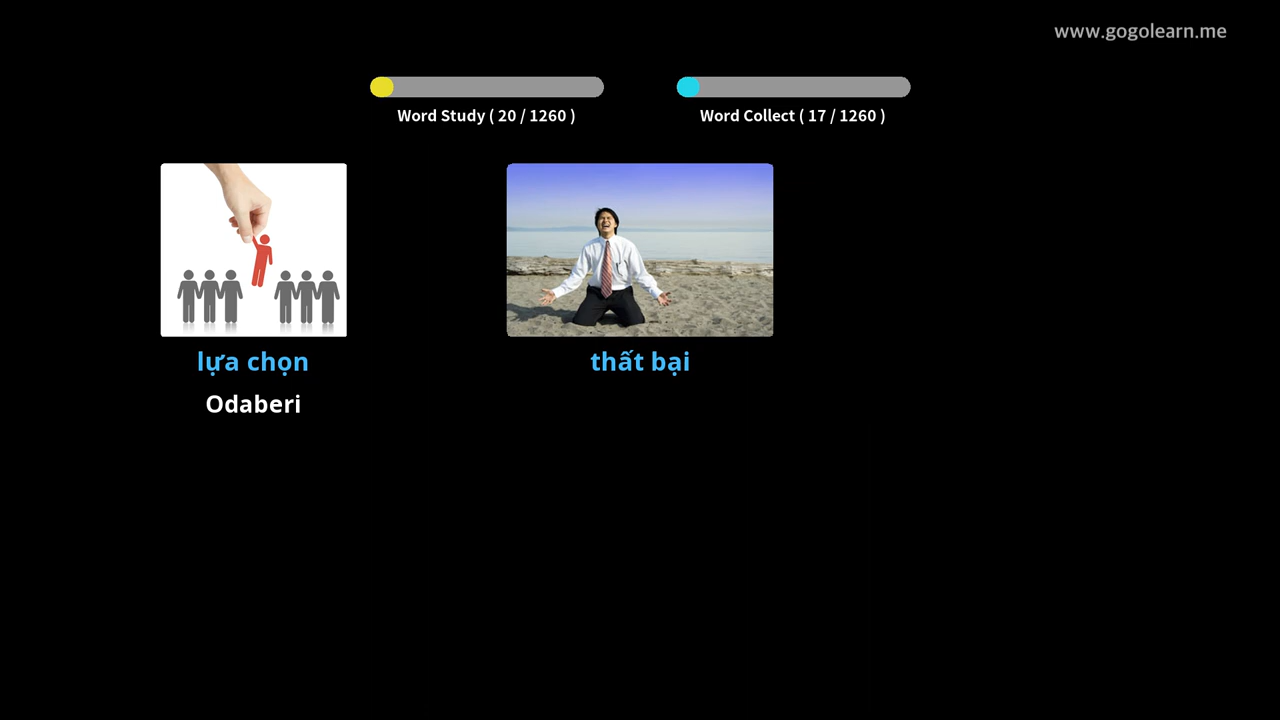 www.gogolearn.me
Word Study ( 20 / 1260 )
Word Collect ( 17 / 1260 )
lựa chọn
thất bại
Odaberi